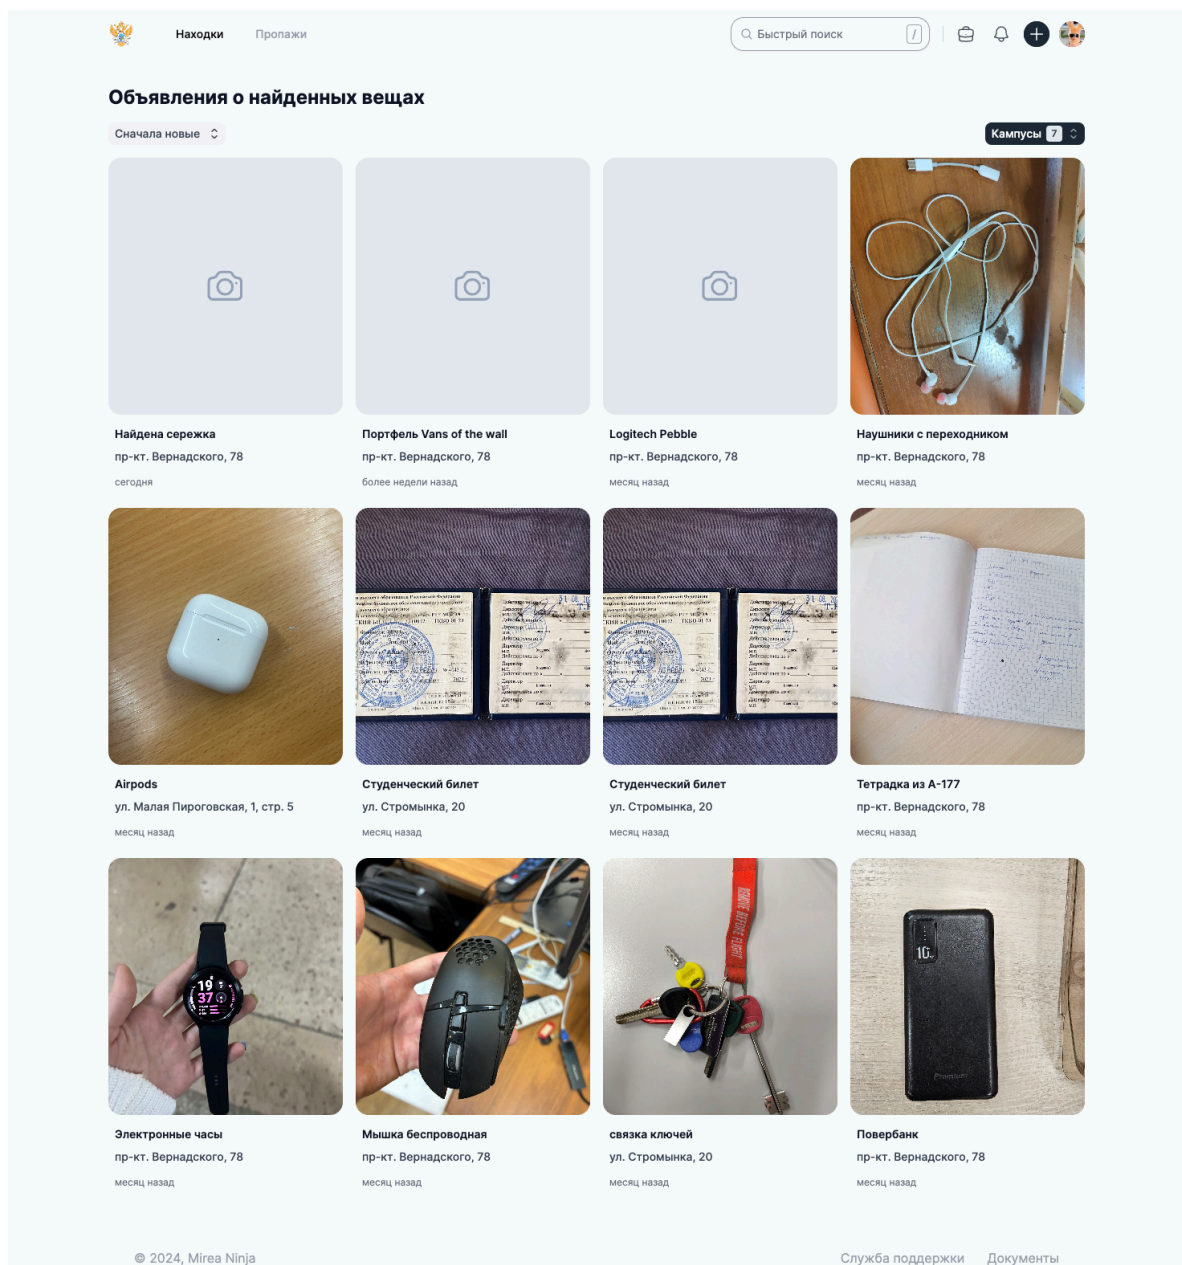 Находки
Пропажи
Быстрый поиск
/
Объявления о найденных вещах
Сначала новые
Кампусы 7
Найдена сережка
пр-кт. Вернадского, 78
сегодня
Портфель Vans of the wall
пр-кт. Вернадского, 78
более недели назад
Logitech Pebble
пр-кт. Вернадского, 78
месяц назад
Наушники с переходником
пр-кт. Вернадского, 78
месяц назад
Airpods
ул. Малая Пироговская, 1, стр. 5
месяц назад
Студенческий билет
ул. Стромынка, 20
месяц назад
Студенческий билет
ул. Стромынка, 20
месяц назад
Тетрадка из А-177
пр-кт. Вернадского, 78
месяц назад
19
37
Электронные часы
пр-кт. Вернадского, 78
месяц назад
Мышка беспроводная
пр-кт. Вернадского, 78
месяц назад
REMOVE BEFORE FLIGHT
связка ключей
ул. Стромынка, 20
месяц назад
10
Повербанк
пр-кт. Вернадского, 78
месяц назад
© 2024, Mirea Ninja
Служба поддержки
Документы